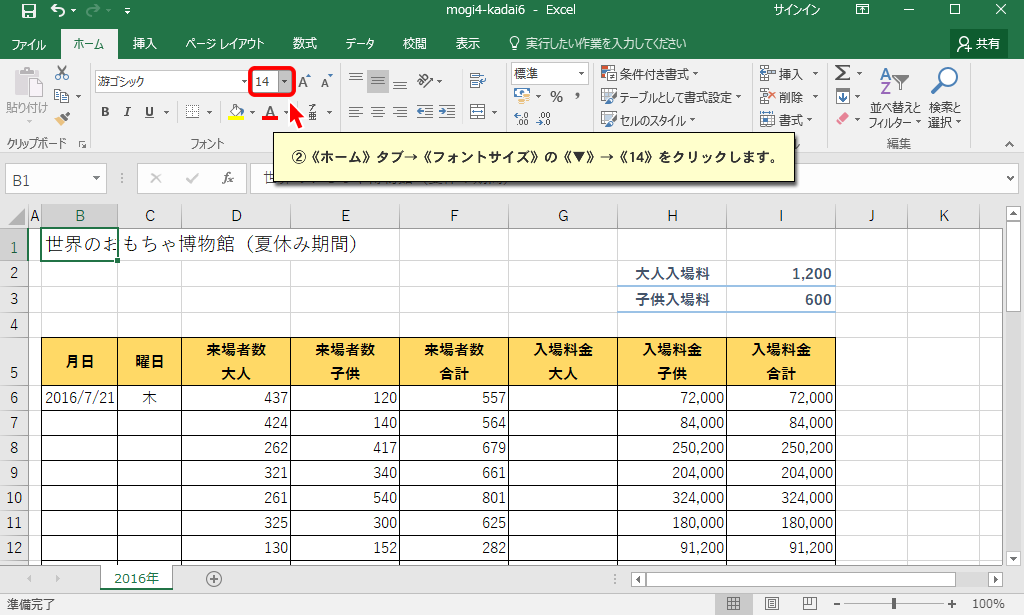 mogi4-kadai6 - Excel
サインイン
ファイル ホーム 挿入 ページ レイアウト 数式 データ 校閲 表示 実行したい作業を入力してください 共有
貼り付け
クリップボード
游ゴシック 14
B I U
フォント
標準
条件付き書式
テーブルとして書式設定
セルのスタイル
挿入
削除
書式
並べ替えと
フィルター
検索と
選択
編集
②《ホーム》タブ→《フォントサイズ》の《▼》→《14》をクリックします。
B1 fx
A B C D E F G H I J K
1 世界のおもちゃ博物館（夏休み期間）
2 大人入場料 1,200
3 子供入場料 600
4
5 月日 曜日 来場者数 大人 来場者数 子供 来場者数 合計 入場料金 大人 入場料金 子供 入場料金 合計
6 2016/7/21 木 437 120 557 72,000 72,000
7 424 140 564 84,000 84,000
8 262 417 679 250,200 250,200
9 321 340 661 204,000 204,000
10 261 540 801 324,000 324,000
11 325 300 625 180,000 180,000
12 130 152 282 91,200 91,200
2016年
準備完了 100%